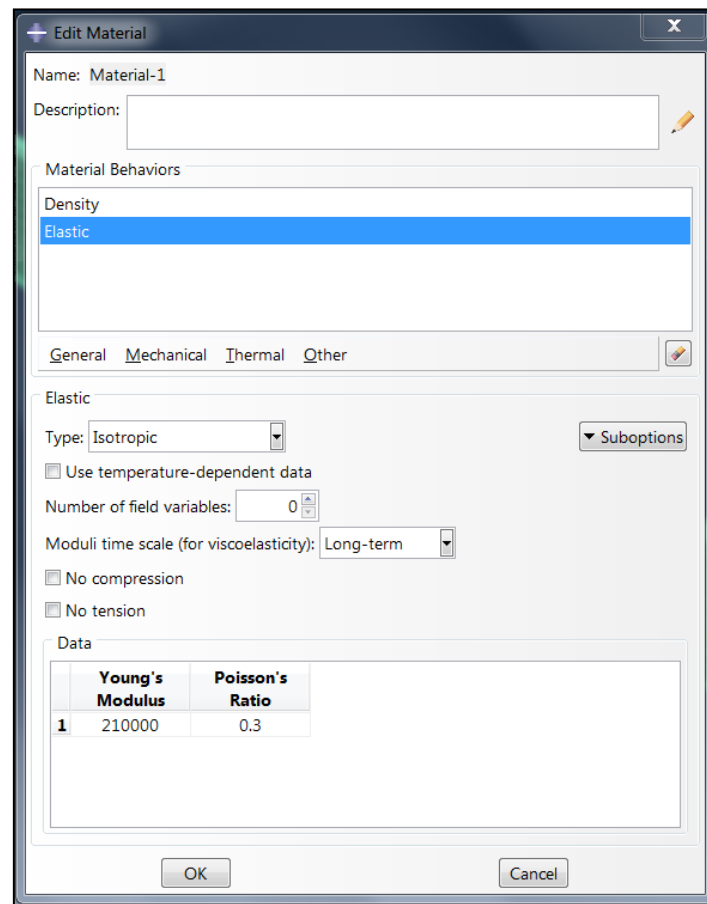 Edit Material
x
Name: Material-1
Description:
Material Behaviors
Density
Elastic
General Mechanical Thermal Other
Elastic
Type: Isotropic
Suboptions
Use temperature-dependent data
Number of field variables: 0
Moduli time scale (for viscoelasticity): Long-term
No compression
No tension
Data
Young's Poisson's
Modulus Ratio
1 210000 0.3
OK Cancel